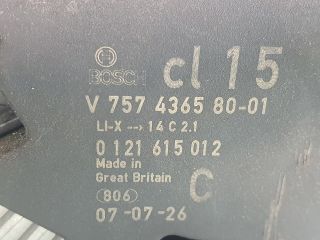 BOSCH cl 15
V 757 4365 80-01
LI-X --> 14 C 2.1
0 121 615 012
Made in
Great Britain C
806
07-07-26